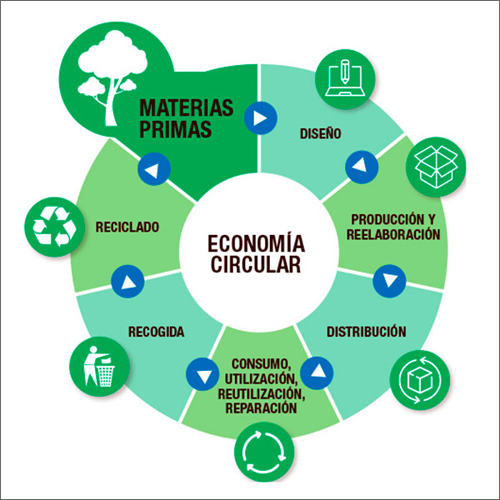 MATERIAS
PRIMAS
DISEÑO
PRODUCCIÓN Y
REELABORACIÓN
DISTRIBUCIÓN
CONSUMO,
UTILIZACIÓN,
REUTILIZACIÓN,
REPARACIÓN
RECOGIDA
RECICLADO
ECONOMÍA
CIRCULAR